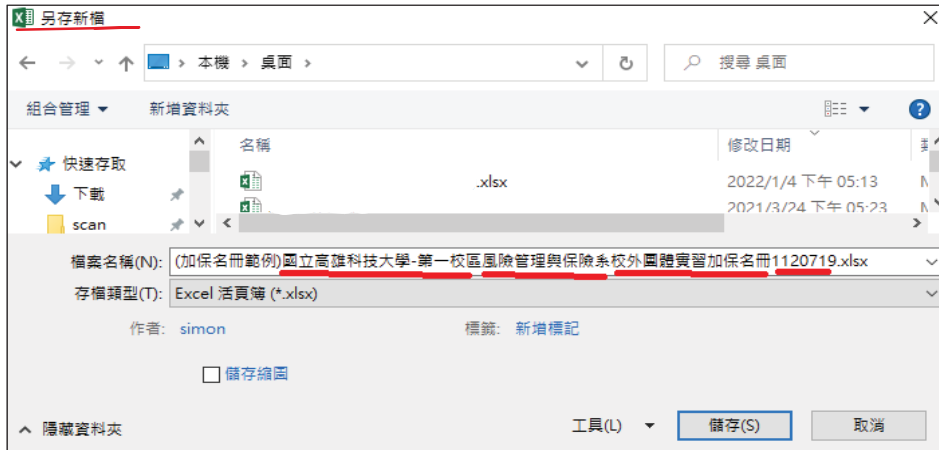 另存新檔
本機 › 桌面 ›
搜尋 桌面
組合管理 新增資料夾
名稱 修改日期
快速存取
.xlsx 2022/1/4 下午 05:13
下載
2021/3/24 下午 05:23
scan
檔案名稱(N): (加保名冊範例)國立高雄科技大學-第一校區風險管理與保險系校外團體實習加保名冊1120719.xlsx
存檔類型(T): Excel 活頁簿 (*.xlsx)
作者: simon 標籤: 新增標記
儲存縮圖
隱藏資料夾 工具(L) 儲存(S) 取消